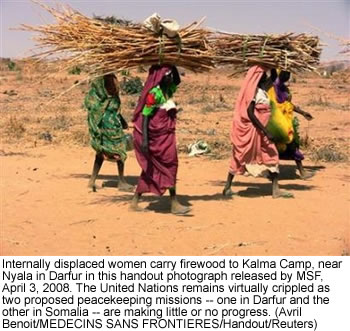 Internally displaced women carry firewood to Kalma Camp, near
Nyala in Darfur in this handout photograph released by MSF,
April 3, 2008. The United Nations remains virtually crippled as
two proposed peacekeeping missions -- one in Darfur and the
other in Somalia -- are making little or no progress. (Avril
Benoit/MEDECINS SANS FRONTIERES/Handout/Reuters)